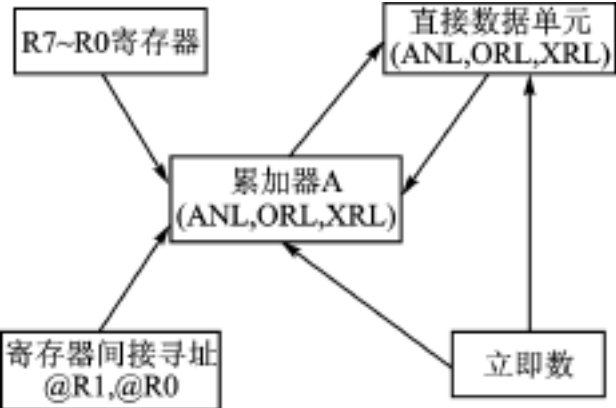 R7~R0寄存器
直接数据单元
(ANL,ORL,XRL)
累加器A
(ANL,ORL,XRL)
寄存器间接寻址
@R1,@R0
立即数